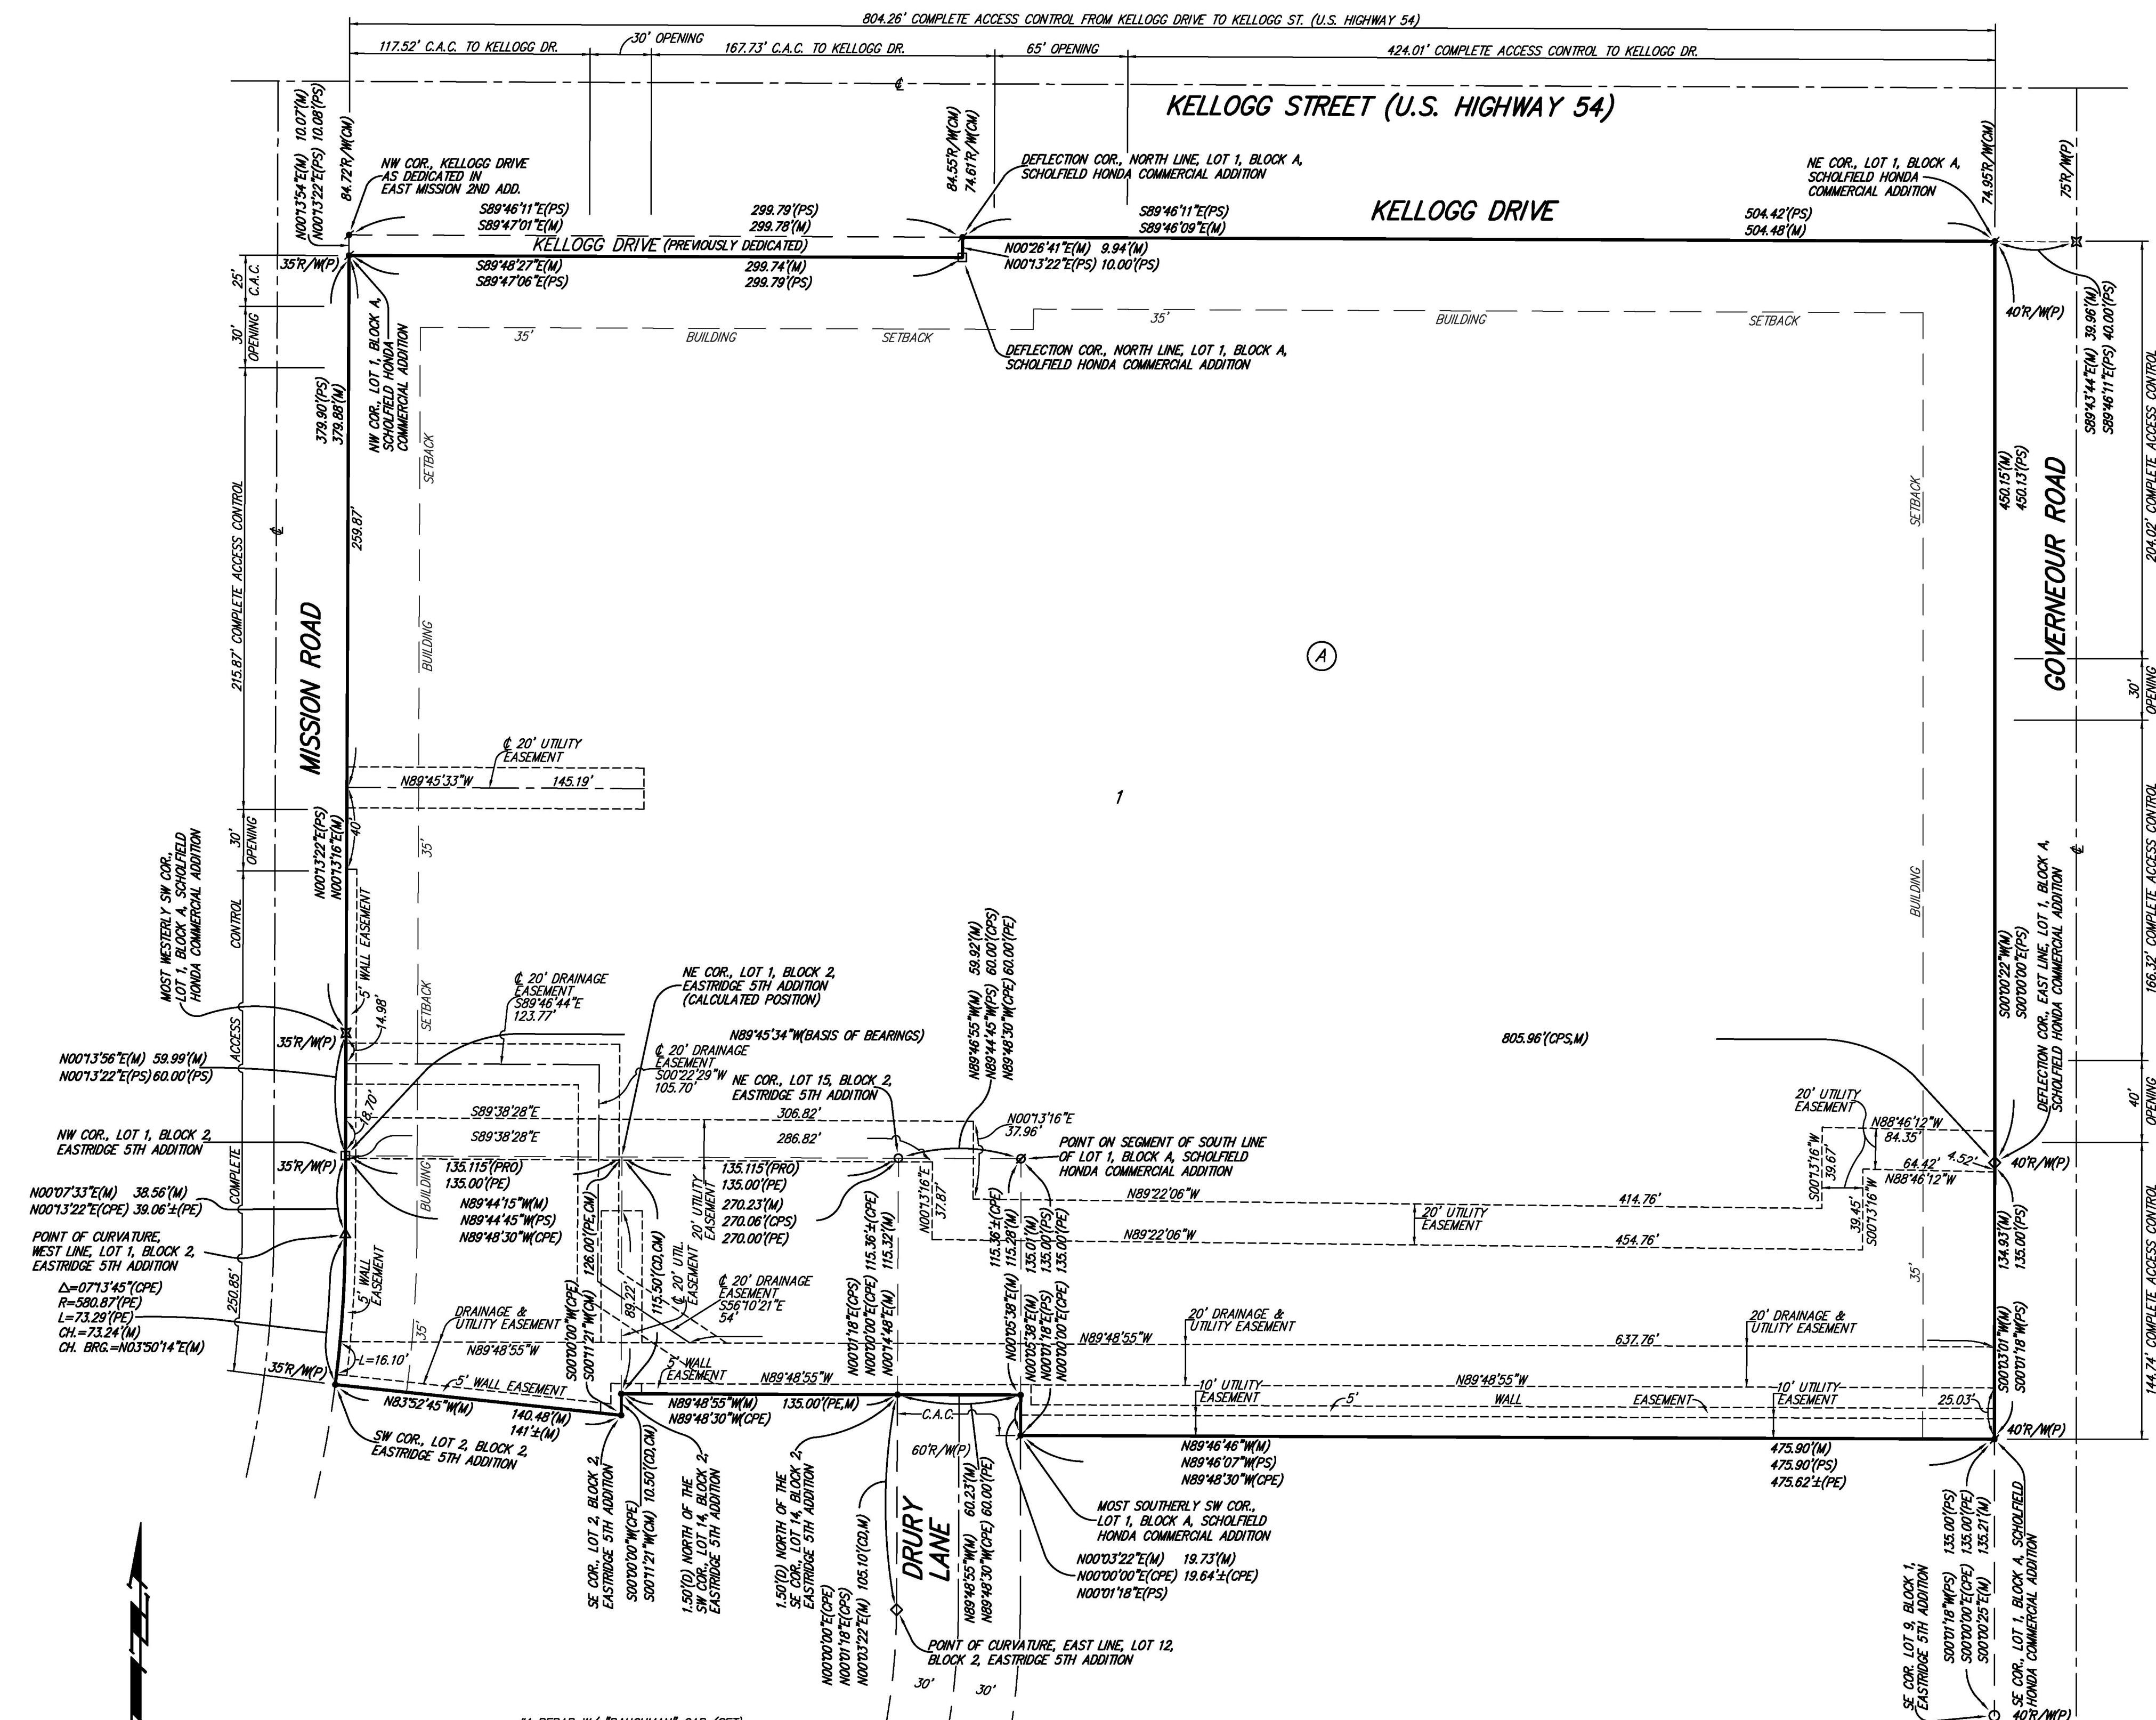 804.26' COMPLETE ACCESS CONTROL FROM KELLOGG DRIVE TO KELLOGG ST. (U.S. HIGHWAY 54)
117.52' C.A.C. TO KELLOGG DR.
30' OPENING
167.73' C.A.C. TO KELLOGG DR.
65' OPENING
424.01' COMPLETE ACCESS CONTROL TO KELLOGG DR.
KELLOGG STREET (U.S. HIGHWAY 54)
N00°13'54"E(M) 10.07'(M)
N00°13'22"E(PS) 10.08'(PS)
84.72'R/W(CM)
NW COR., KELLOGG DRIVE
AS DEDICATED IN
EAST MISSION 2ND ADD.
84.55'R/W(CM)
74.61'R/W(CM)
DEFLECTION COR., NORTH LINE, LOT 1, BLOCK A,
SCHOLFIELD HONDA COMMERCIAL ADDITION
NE COR., LOT 1, BLOCK A,
SCHOLFIELD HONDA
COMMERCIAL ADDITION
74.95'R/W(CM)
75'R/W(P)
S89°46'11"E(PS) 299.79'(PS)
S89°47'01"E(M) 299.78'(M)
KELLOGG DRIVE (PREVIOUSLY DEDICATED)
S89°48'27"E(M) 299.74'(M)
S89°47'06"E(PS) 299.79'(PS)
S89°46'11"E(PS)
S89°46'09"E(M)
KELLOGG DRIVE
504.42'(PS)
504.48'(M)
N00°26'41"E(M) 9.94'(M)
N00°13'22"E(PS) 10.00'(PS)
35'R/W(P)
25' C.A.C.
30' OPENING
NW COR., LOT 1, BLOCK A,
SCHOLFIELD HONDA
COMMERCIAL ADDITION
379.90'(PS)
379.88'(M)
35' BUILDING SETBACK
35' BUILDING SETBACK
DEFLECTION COR., NORTH LINE, LOT 1, BLOCK A,
SCHOLFIELD HONDA COMMERCIAL ADDITION
40'R/W(P)
S89°43'44"E(M) 39.96'(M)
S89°46'11"E(PS) 40.00'(PS)
204.02' COMPLETE ACCESS CONTROL
450.15'(M)
450.13'(PS)
GOVERNEOUR ROAD
SETBACK
SETBACK
259.87'
215.87' COMPLETE ACCESS CONTROL
MISSION ROAD
BUILDING
A
30' OPENING
₵ 20' UTILITY
EASEMENT
N89°45'33"W 145.19'
1
166.32' COMPLETE ACCESS CONTROL
30' OPENING
40'
N00°13'22"E(PS)
N00°13'16"E(M)
35'
MOST WESTERLY SW COR.,
LOT 1, BLOCK A, SCHOLFIELD
HONDA COMMERCIAL ADDITION
5' WALL EASEMENT
SETBACK
BUILDING
S00°00'22"W(M)
S00°00'00"E(PS)
DEFLECTION COR., EAST LINE, LOT 1, BLOCK A,
SCHOLFIELD HONDA COMMERCIAL ADDITION
250.85' COMPLETE ACCESS CONTROL
14.98'
35'R/W(P)
₵ 20' DRAINAGE
EASEMENT
S89°46'44"E
123.77'
NE COR., LOT 1, BLOCK 2,
EASTRIDGE 5TH ADDITION
(CALCULATED POSITION)
N89°45'34"W(BASIS OF BEARINGS)
805.96'(CPS,M)
N89°46'55"W(M) 59.92'(M)
N89°44'45"W(PS) 60.00'(CPS)
N89°48'30"W(CPE) 60.00'(PE)
N00°13'56"E(M) 59.99'(M)
N00°13'22"E(PS) 60.00'(PS)
₵ 20' DRAINAGE
EASEMENT
S00°22'29"W
105.70'
NE COR., LOT 15, BLOCK 2,
EASTRIDGE 5TH ADDITION
18.70'
S89°38'28"E 306.82'
S89°38'28"E 286.82'
N00°13'16"E
37.96'
POINT ON SEGMENT OF SOUTH LINE
OF LOT 1, BLOCK A, SCHOLFIELD
HONDA COMMERCIAL ADDITION
20' UTILITY
EASEMENT
N88°46'12"W
84.35'
64.42'
N88°46'12"W
4.52'
40' OPENING
40'R/W(P)
NW COR., LOT 1, BLOCK 2,
EASTRIDGE 5TH ADDITION
35'R/W(P)
BUILDING
135.115'(PRO)
135.00'(PE)
N89°44'15"W(M)
N89°44'45"W(PS)
N89°48'30"W(CPE)
135.115'(PRO)
135.00'(PE)
270.23'(M)
270.06'(CPS)
270.00'(PE)
20' UTILITY
EASEMENT
N00°13'16"E
37.87'
N89°22'06"W 414.76'
20' UTILITY
EASEMENT
N89°22'06"W 454.76'
S00°13'16"W
39.67'
39.45'
S00°13'16"W
N00°07'33"E(M) 38.56'(M)
N00°13'22"E(CPE) 39.06'±(PE)
POINT OF CURVATURE,
WEST LINE, LOT 1, BLOCK 2,
EASTRIDGE 5TH ADDITION
△=07°13'45"(CPE)
R=580.87'(PE)
L=73.29'(PE)
CH.=73.24'(M)
CH. BRG.=N03°50'14"E(M)
5' WALL
EASEMENT
35'
DRAINAGE &
UTILITY EASEMENT
N89°48'55"W
S00°00'00"W(CPE)
S00°11'21"W(CM) 126.00'(PE,CM)
89.22'
115.50'(CD,CM)
₵ 20' UTIL.
EASEMENT
₵ 20' DRAINAGE
EASEMENT
S56°10'21"E
54'
N00°01'18"E(CPS)
N00°00'00"E(CPE) 115.36'±(CPE)
N00°14'48"E(M) 115.32'(M)
115.36'±(CPE)
N00°05'38"E(M) 115.28'(M)
N00°05'38"E(M) 135.01'(M)
N00°01'18"E(PS) 135.00'(PS)
N00°00'00"E(CPE) 135.00'(PE)
20' DRAINAGE &
UTILITY EASEMENT
N89°48'55"W 637.76'
20' DRAINAGE &
UTILITY EASEMENT
35'
134.93'(M)
135.00'(PS)
S00°03'01"W(M)
S00°01'18"W(PS)
144.74' COMPLETE ACCESS CONTROL
L=16.10'
35'R/W(P)
5' WALL EASEMENT
N83°52'45"W(M) 140.48'(M)
141'±(M)
SW COR., LOT 2, BLOCK 2,
EASTRIDGE 5TH ADDITION
5' WALL
EASEMENT
N89°48'55"W
N89°48'55"W(M) 135.00'(PE,M)
N89°48'30"W(CPE)
C.A.C.
60'R/W(P)
10' UTILITY
EASEMENT
N89°48'55"W
5' WALL EASEMENT
10' UTILITY
EASEMENT
25.03'
40'R/W(P)
N89°46'46"W(M) 475.90'(M)
N89°46'07"W(PS) 475.90'(PS)
N89°48'30"W(CPE) 475.62'±(PE)
SE COR., LOT 2, BLOCK 2,
EASTRIDGE 5TH ADDITION
S00°00'00"W(CPE)
S00°11'21"W(CM) 10.50'(CD,CM)
1.50'(D) NORTH OF THE
SW COR., LOT 14, BLOCK 2,
EASTRIDGE 5TH ADDITION
1.50'(D) NORTH OF THE
SE COR., LOT 14, BLOCK 2,
EASTRIDGE 5TH ADDITION
N00°00'00"E(CPE)
N00°01'18"E(CPS)
N00°03'22"E(M) 105.10'(CD,M)
DRURY
LANE
N89°48'55"W(M) 60.23'(M)
N89°48'30"W(CPE) 60.00'(PE)
MOST SOUTHERLY SW COR.,
LOT 1, BLOCK A, SCHOLFIELD
HONDA COMMERCIAL ADDITION
N00°03'22"E(M) 19.73'(M)
N00°00'00"E(CPE) 19.64'±(CPE)
N00°01'18"E(PS)
POINT OF CURVATURE, EAST LINE, LOT 12,
BLOCK 2, EASTRIDGE 5TH ADDITION
30' 30'
SE COR. LOT 9, BLOCK 1,
EASTRIDGE 5TH ADDITION
S00°01'18"W(PS) 135.00'(PS)
S00°00'00"E(CPE) 135.00'(PE)
S00°00'25"E(M) 135.21'(M)
SE COR., LOT 1, BLOCK A, SCHOLFIELD
HONDA COMMERCIAL ADDITION
40'R/W(P)